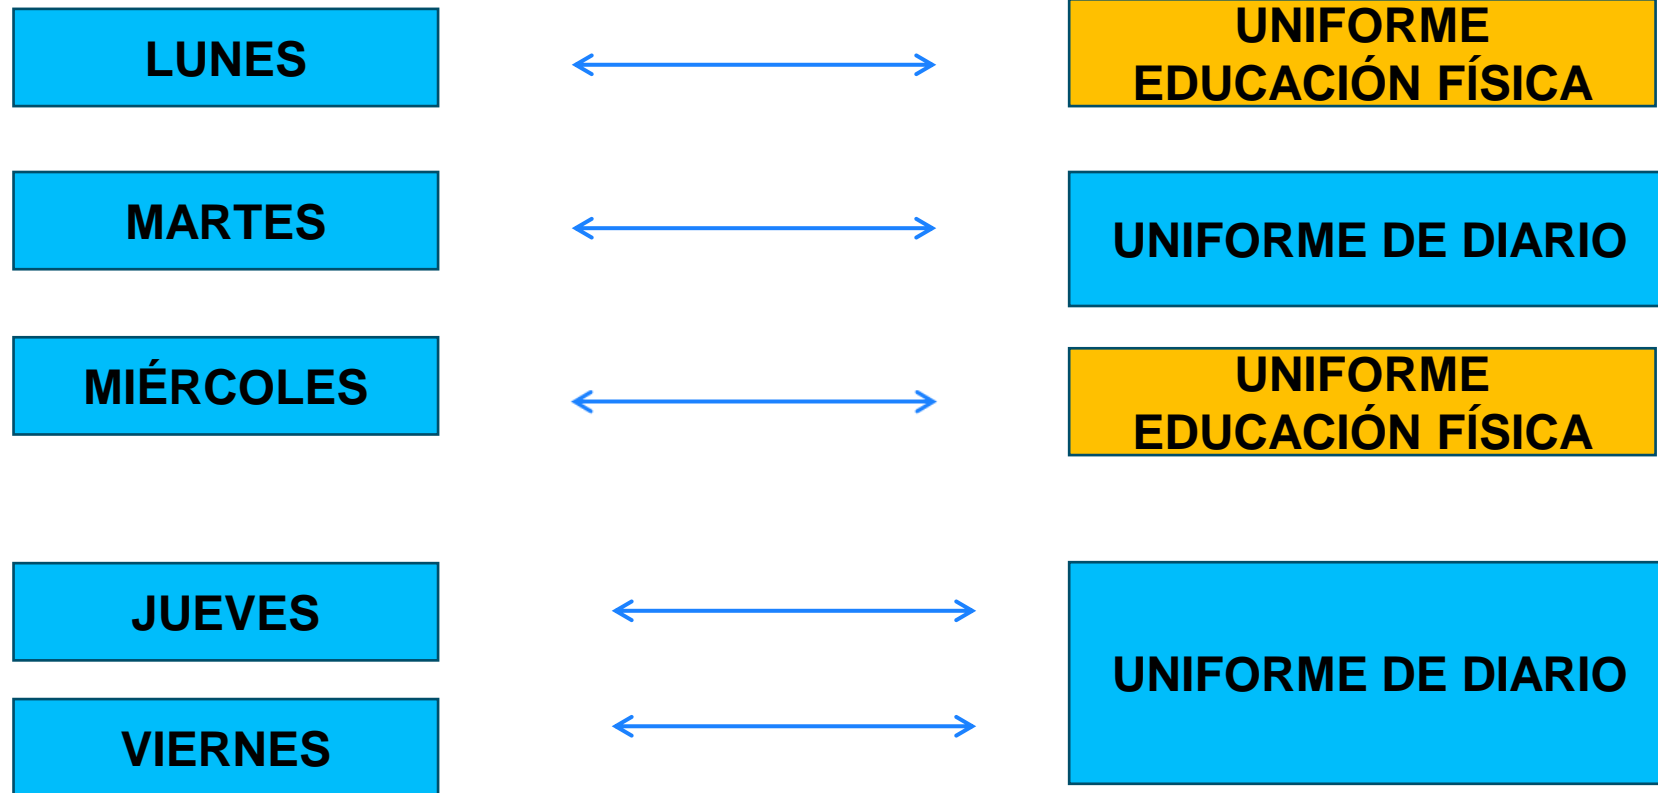 LUNES
UNIFORME
EDUCACIÓN FÍSICA
MARTES
UNIFORME DE DIARIO
MIÉRCOLES
UNIFORME
EDUCACIÓN FÍSICA
JUEVES
UNIFORME DE DIARIO
VIERNES